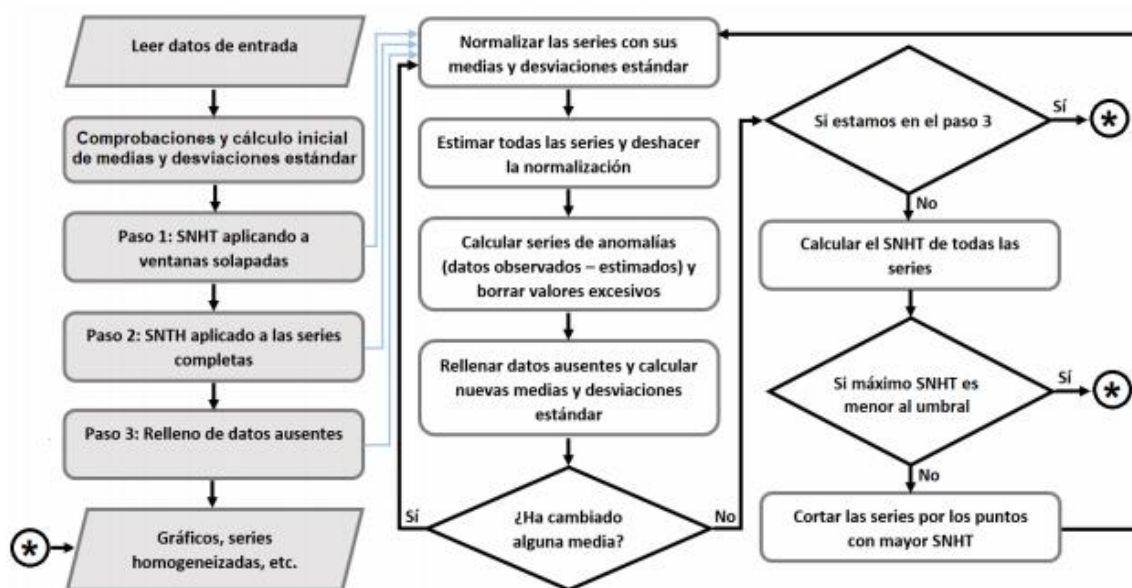 Leer datos de entrada
Comprobaciones y cálculo inicial
de medias y desviaciones estándar
Paso 1: SNHT aplicando a
ventanas solapadas
Paso 2: SNTH aplicado a las series
completas
Paso 3: Relleno de datos ausentes
*
Gráficos, series
homogeneizadas, etc.
Normalizar las series con sus
medias y desviaciones estándar
Estimar todas las series y deshacer
la normalización
Calcular series de anomalías
(datos observados – estimados) y
borrar valores excesivos
Rellenar datos ausentes y calcular
nuevas medias y desviaciones
estándar
Sí
¿Ha cambiado
alguna media?
No
Si estamos en el paso 3
Sí
*
No
Calcular el SNHT de todas las
series
Si máximo SNHT es
menor al umbral
Sí
*
No
Cortar las series por los puntos
con mayor SNHT